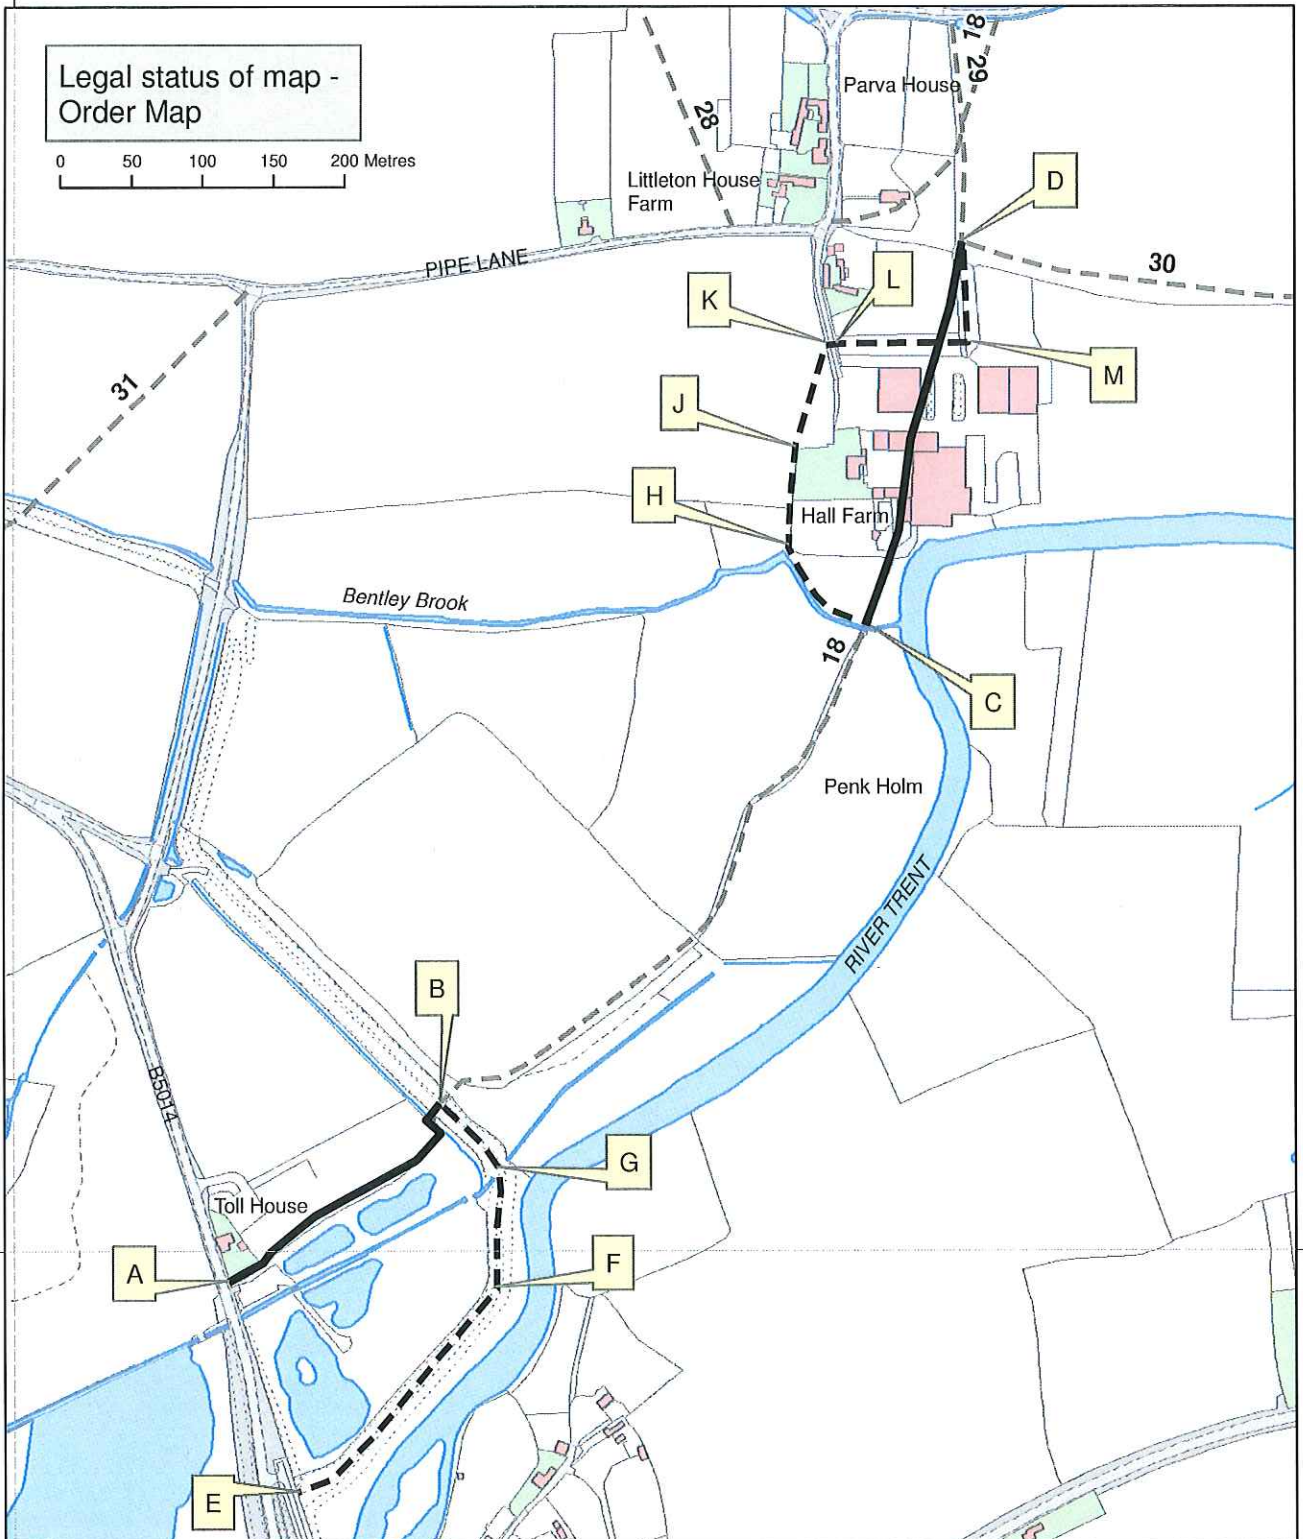 Legal status of map -
Order Map
0 50 100 150 200 Metres
18
29
Parva House
28
Littleton House
Farm
D
PIPE LANE
30
L
K
M
31
J
H
Hall Farm
Bentley Brook
18
C
Penk Holm
RIVER TRENT
B
B5014
G
Toll House
F
A
E